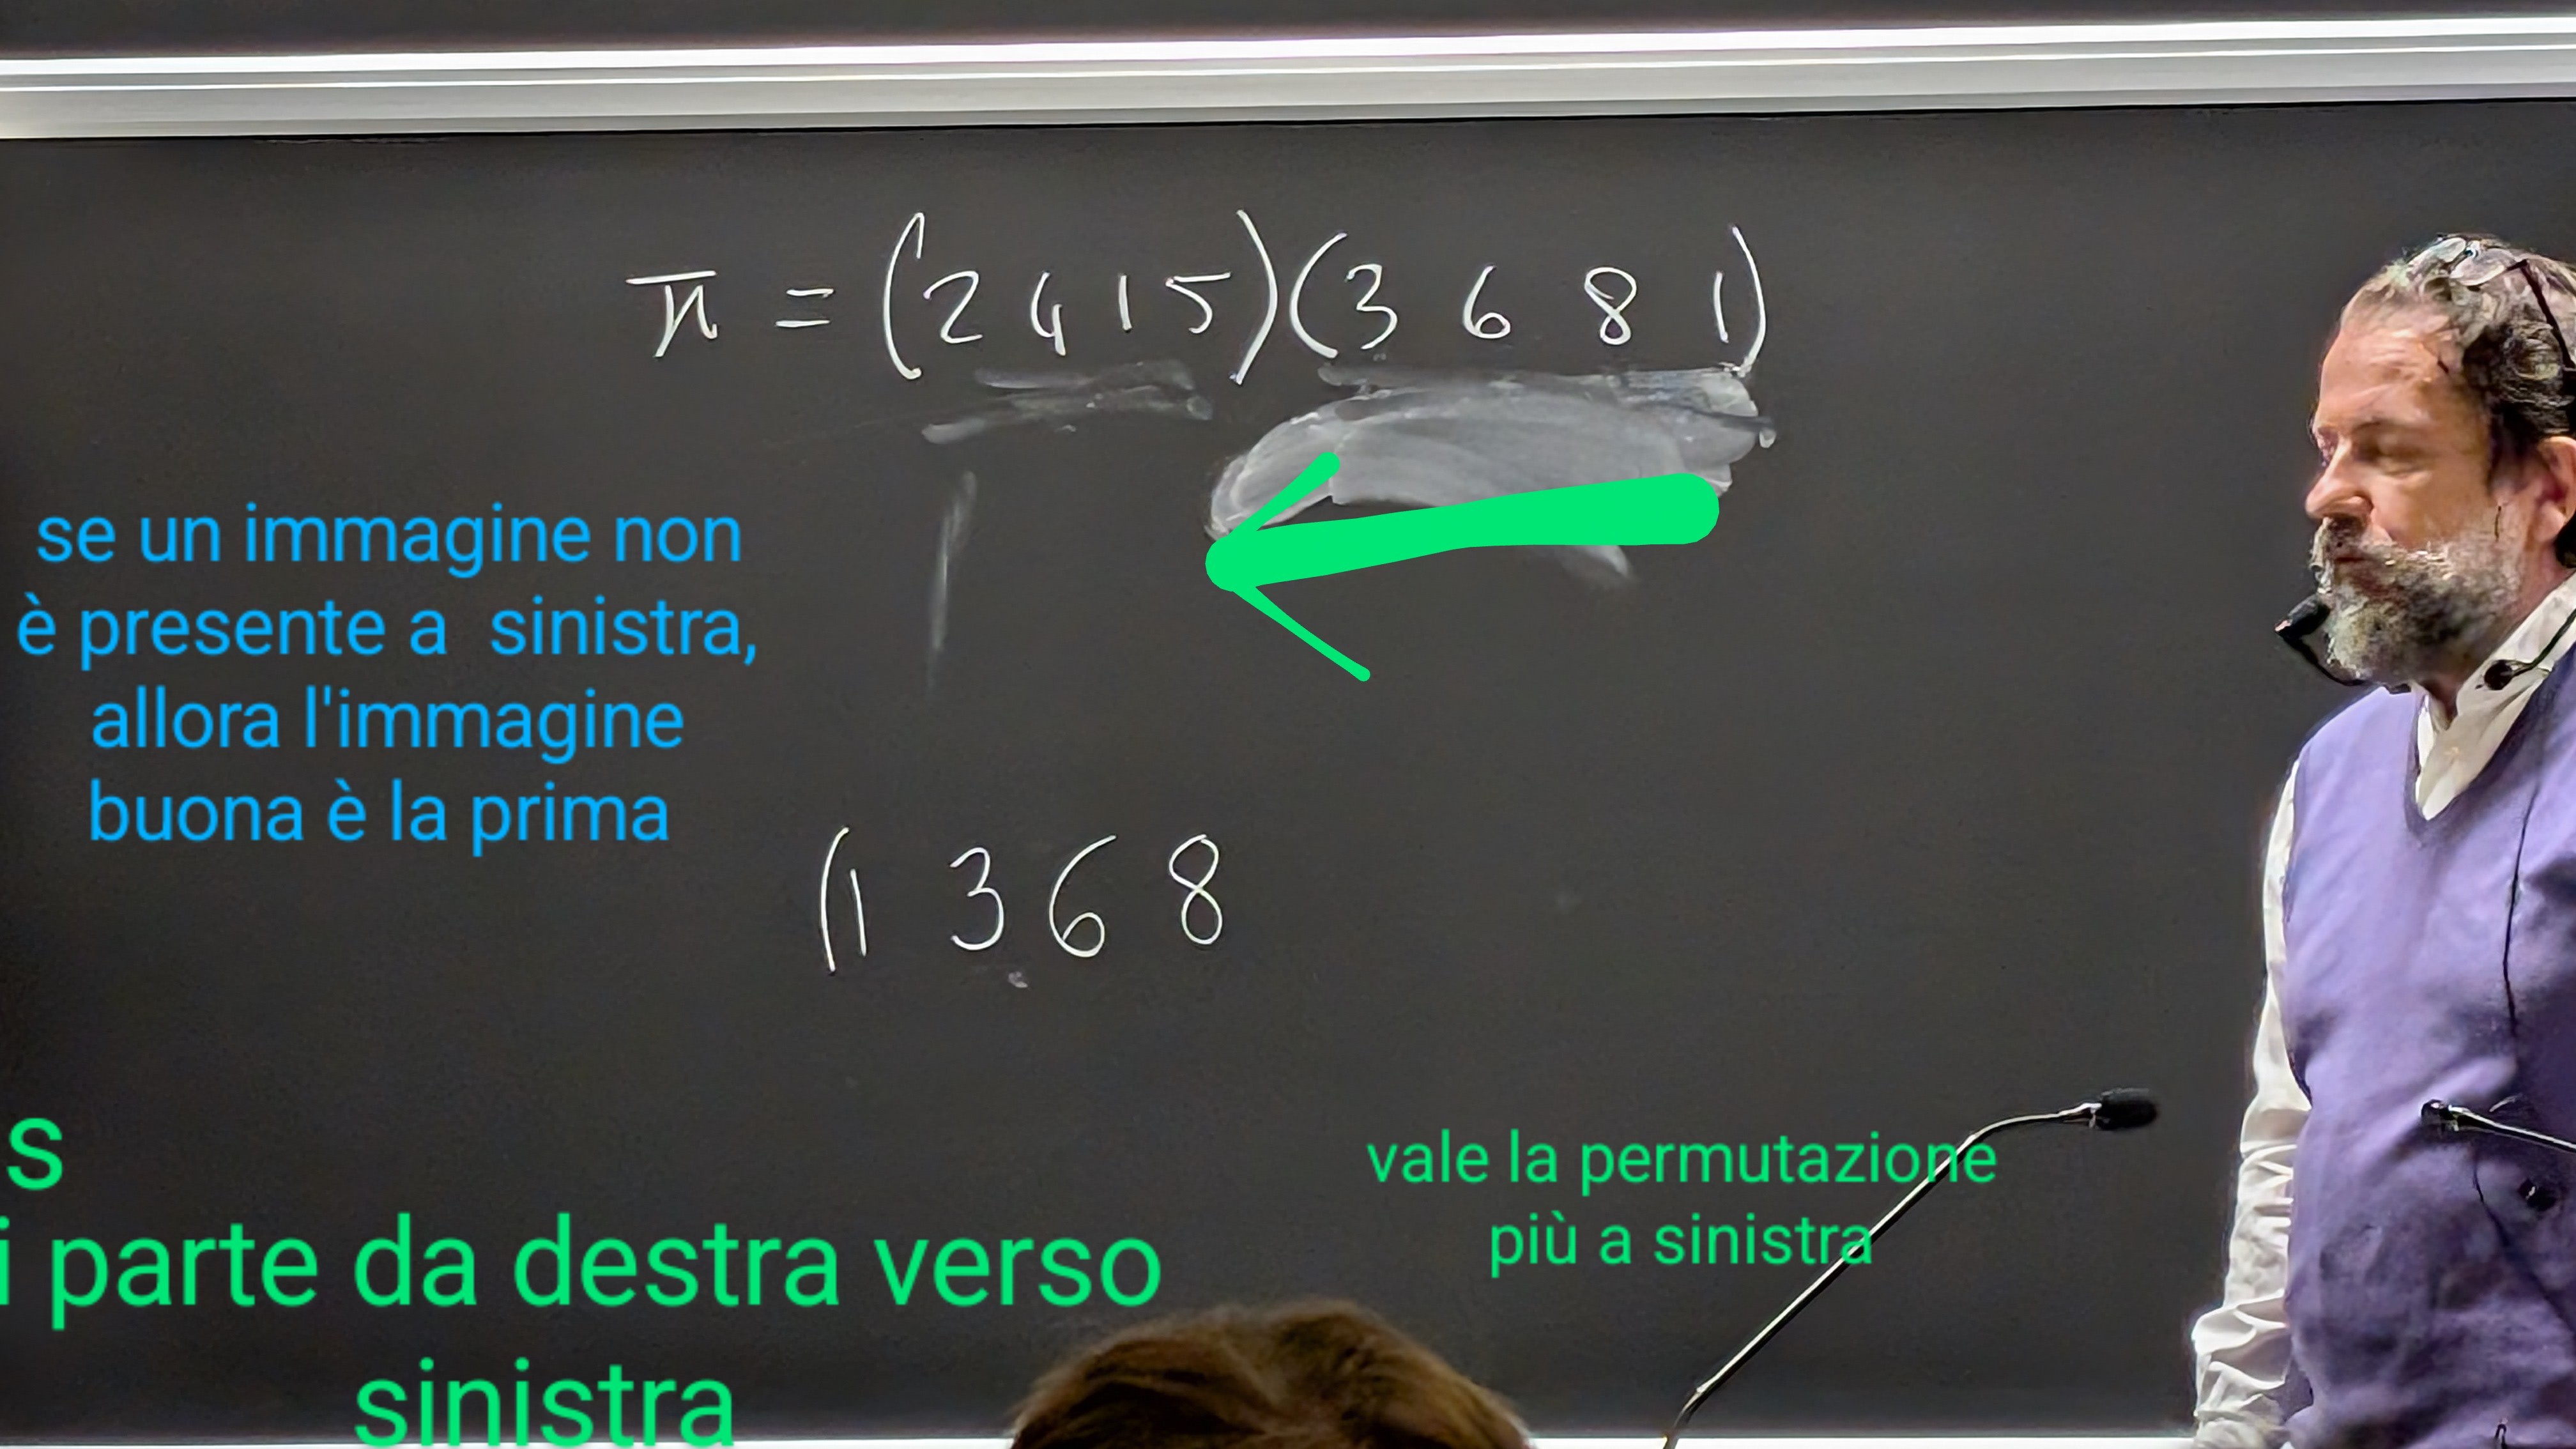 π = (2 4 1 5)(3 6 8 1)
se un immagine non
è presente a sinistra,
allora l'immagine
buona è la prima
(1 3 6 8
s
i parte da destra verso
sinistra
vale la permutazione
più a sinistra